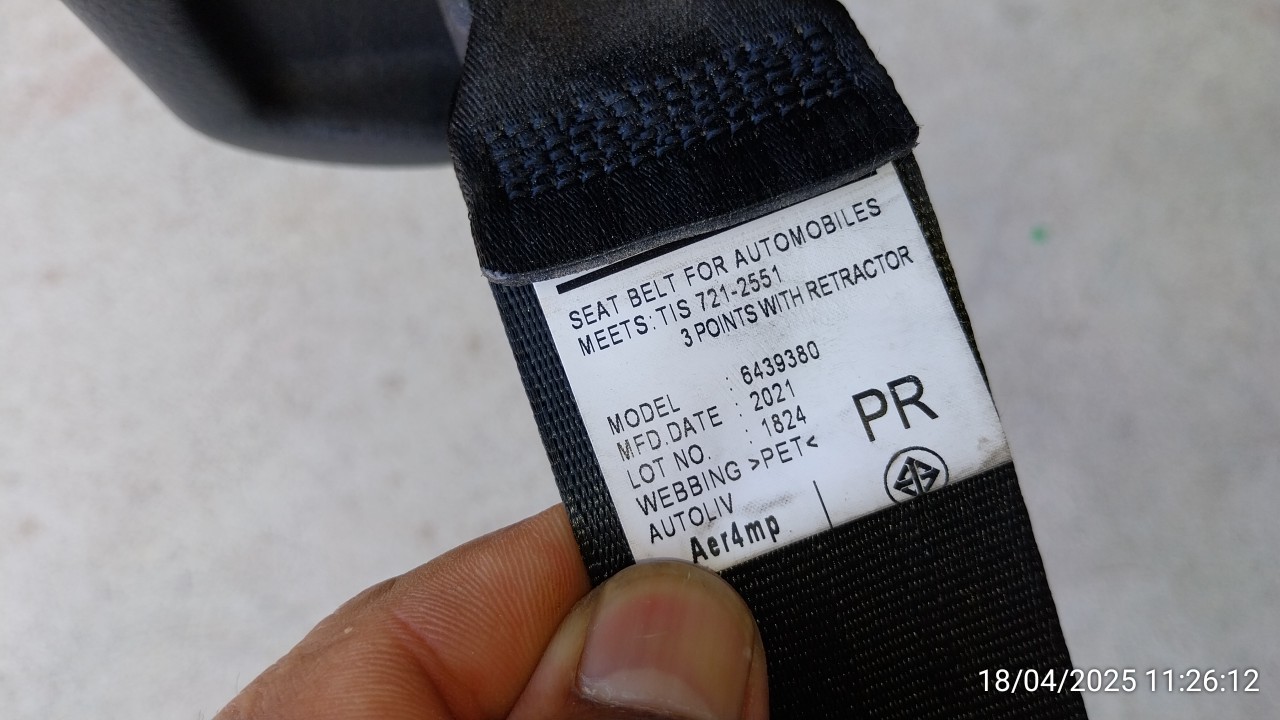 SEAT BELT FOR AUTOMOBILES
MEETS: TIS 721-2551
3 POINTS WITH RETRACTOR
MODEL : 6439380
MFD.DATE : 2021
LOT NO. : 1824
WEBBING >PET<
AUTOLIV
PR
Aer4mp
18/04/2025 11:26:12